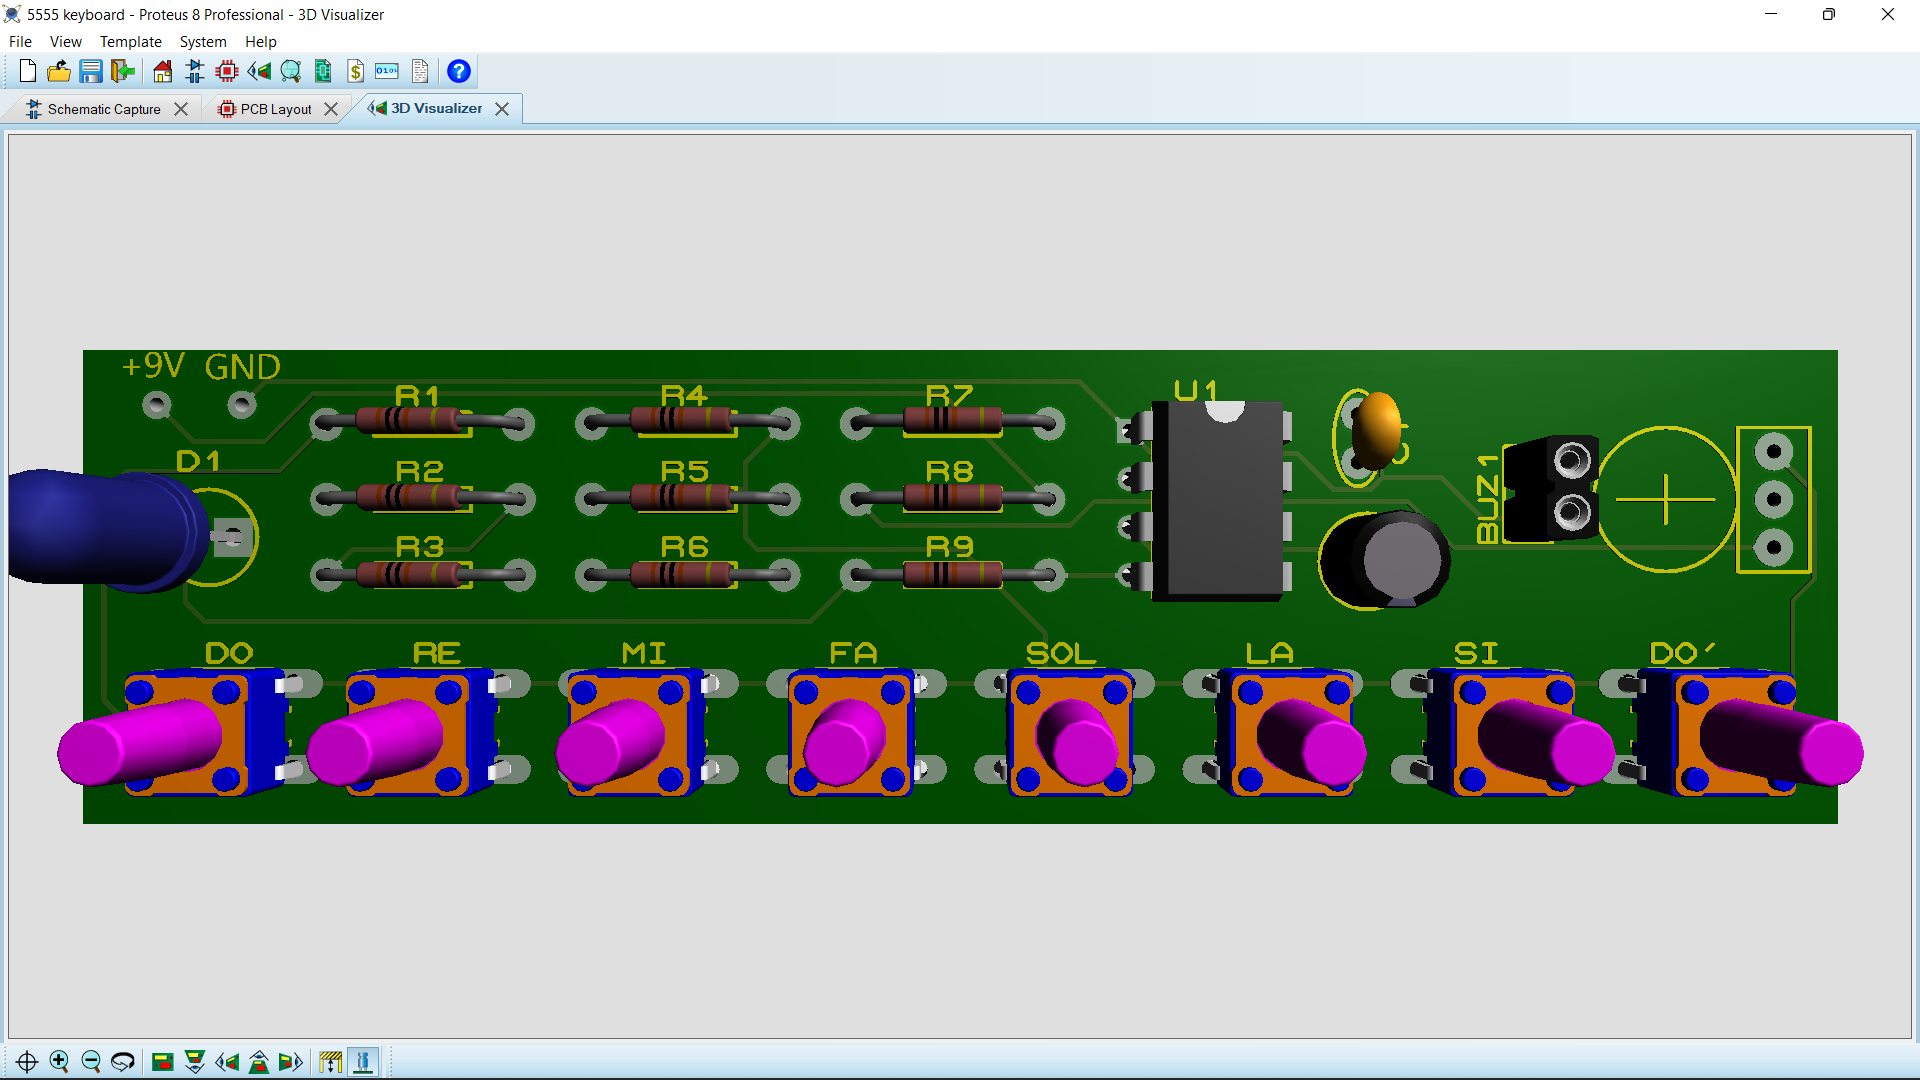 5555 keyboard - Proteus 8 Professional - 3D Visualizer
File View Template System Help
Schematic Capture PCB Layout 3D Visualizer
+9V GND
R1 R4 R7 U1
D1 R2 R5 R8
BUZ1
R3 R6 R9
DO RE MI FA SOL LA SI DO'